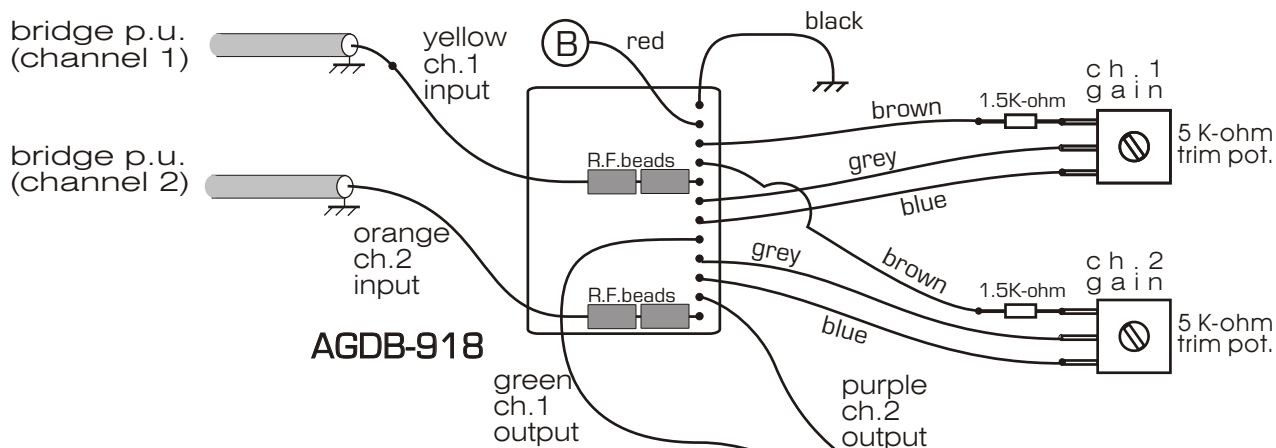 bridge p.u.
(channel 1)
yellow
ch.1
input
B
red
black
brown
1.5K-ohm
ch. 1
gain
5 K-ohm
trim pot.
R.F.beads
grey
blue
bridge p.u.
(channel 2)
orange
ch.2
input
grey
brown
1.5K-ohm
ch. 2
gain
5 K-ohm
trim pot.
R.F.beads
blue
AGDB-918
green
ch.1
output
purple
ch.2
output